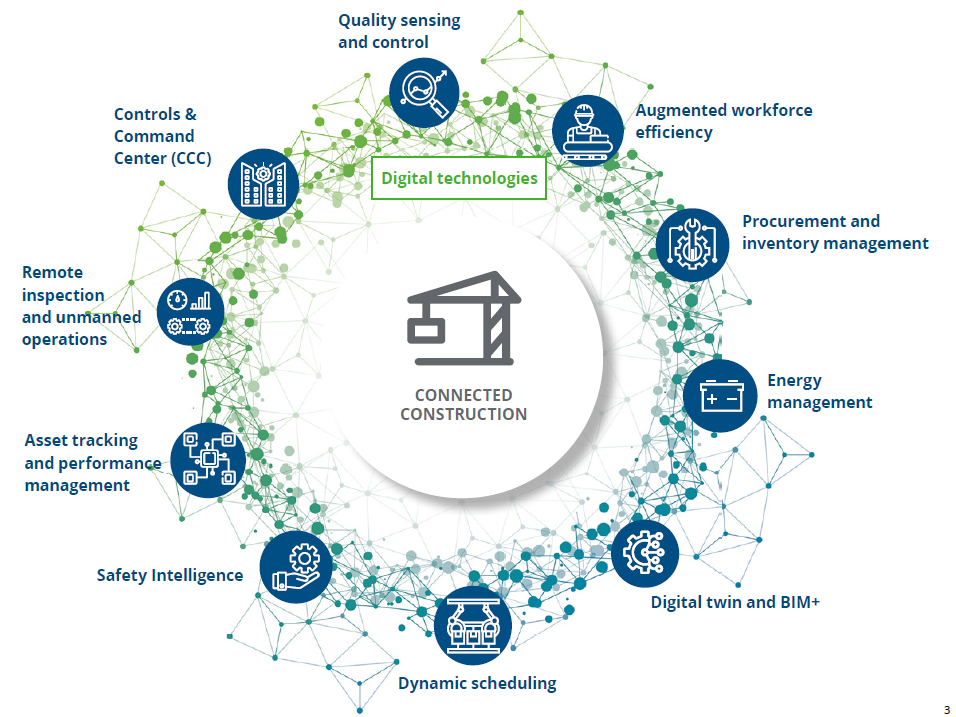 Quality sensing
and control
Augmented workforce
efficiency
Controls &
Command
Center (CCC)
Digital technologies
Procurement and
inventory management
Remote
inspection
and unmanned
operations
CONNECTED
CONSTRUCTION
Energy
management
Asset tracking
and performance
management
Safety Intelligence
Digital twin and BIM+
Dynamic scheduling
3